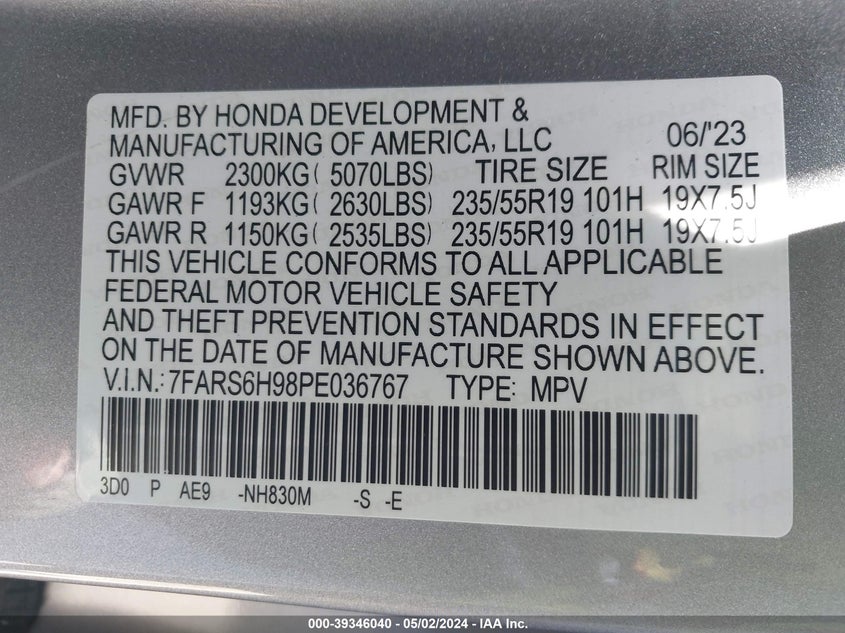 MFD. BY HONDA DEVELOPMENT &
MANUFACTURING OF AMERICA, LLC 06/'23
GVWR 2300KG( 5070LBS) TIRE SIZE RIM SIZE
GAWR F 1193KG( 2630LBS) 235/55R19 101H 19X7.5J
GAWR R 1150KG( 2535LBS) 235/55R19 101H 19X7.5J
THIS VEHICLE CONFORMS TO ALL APPLICABLE
FEDERAL MOTOR VEHICLE SAFETY
AND THEFT PREVENTION STANDARDS IN EFFECT
ON THE DATE OF MANUFACTURE SHOWN ABOVE.
V.I.N.:7FARS6H98PE036767 TYPE: MPV
3D0 P AE9 -NH830M -S -E
000-39346040 - 05/02/2024 - IAA Inc.